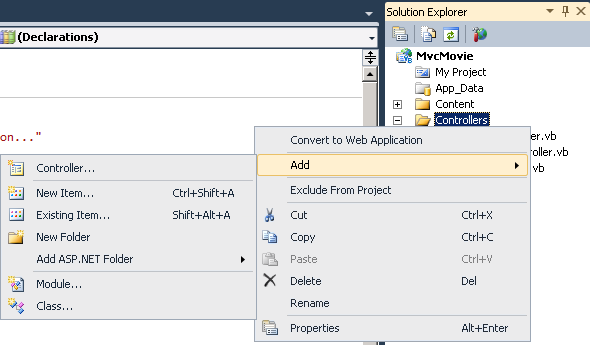 Solution Explorer
(Declarations)
MvcMovie
My Project
App_Data
Content
Controllers
on..."
er.vb
oller.vb
.vb
Convert to Web Application
Add
Exclude From Project
Cut Ctrl+X
Copy Ctrl+C
Paste Ctrl+V
Delete Del
Rename
Properties Alt+Enter
Controller...
New Item... Ctrl+Shift+A
Existing Item... Shift+Alt+A
New Folder
Add ASP.NET Folder
Module...
Class...